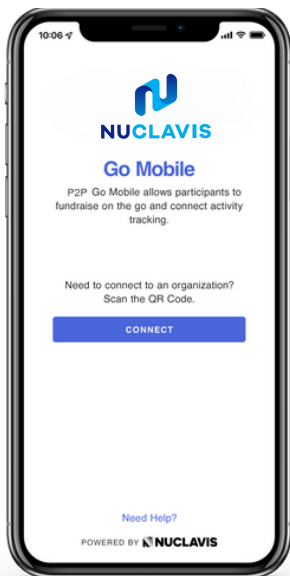 10:06
NUCLAVIS
Go Mobile
P2P Go Mobile allows participants to
fundraise on the go and connect activity
tracking.
Need to connect to an organization?
Scan the QR Code.
CONNECT
Need Help?
POWERED BY NUCLAVIS